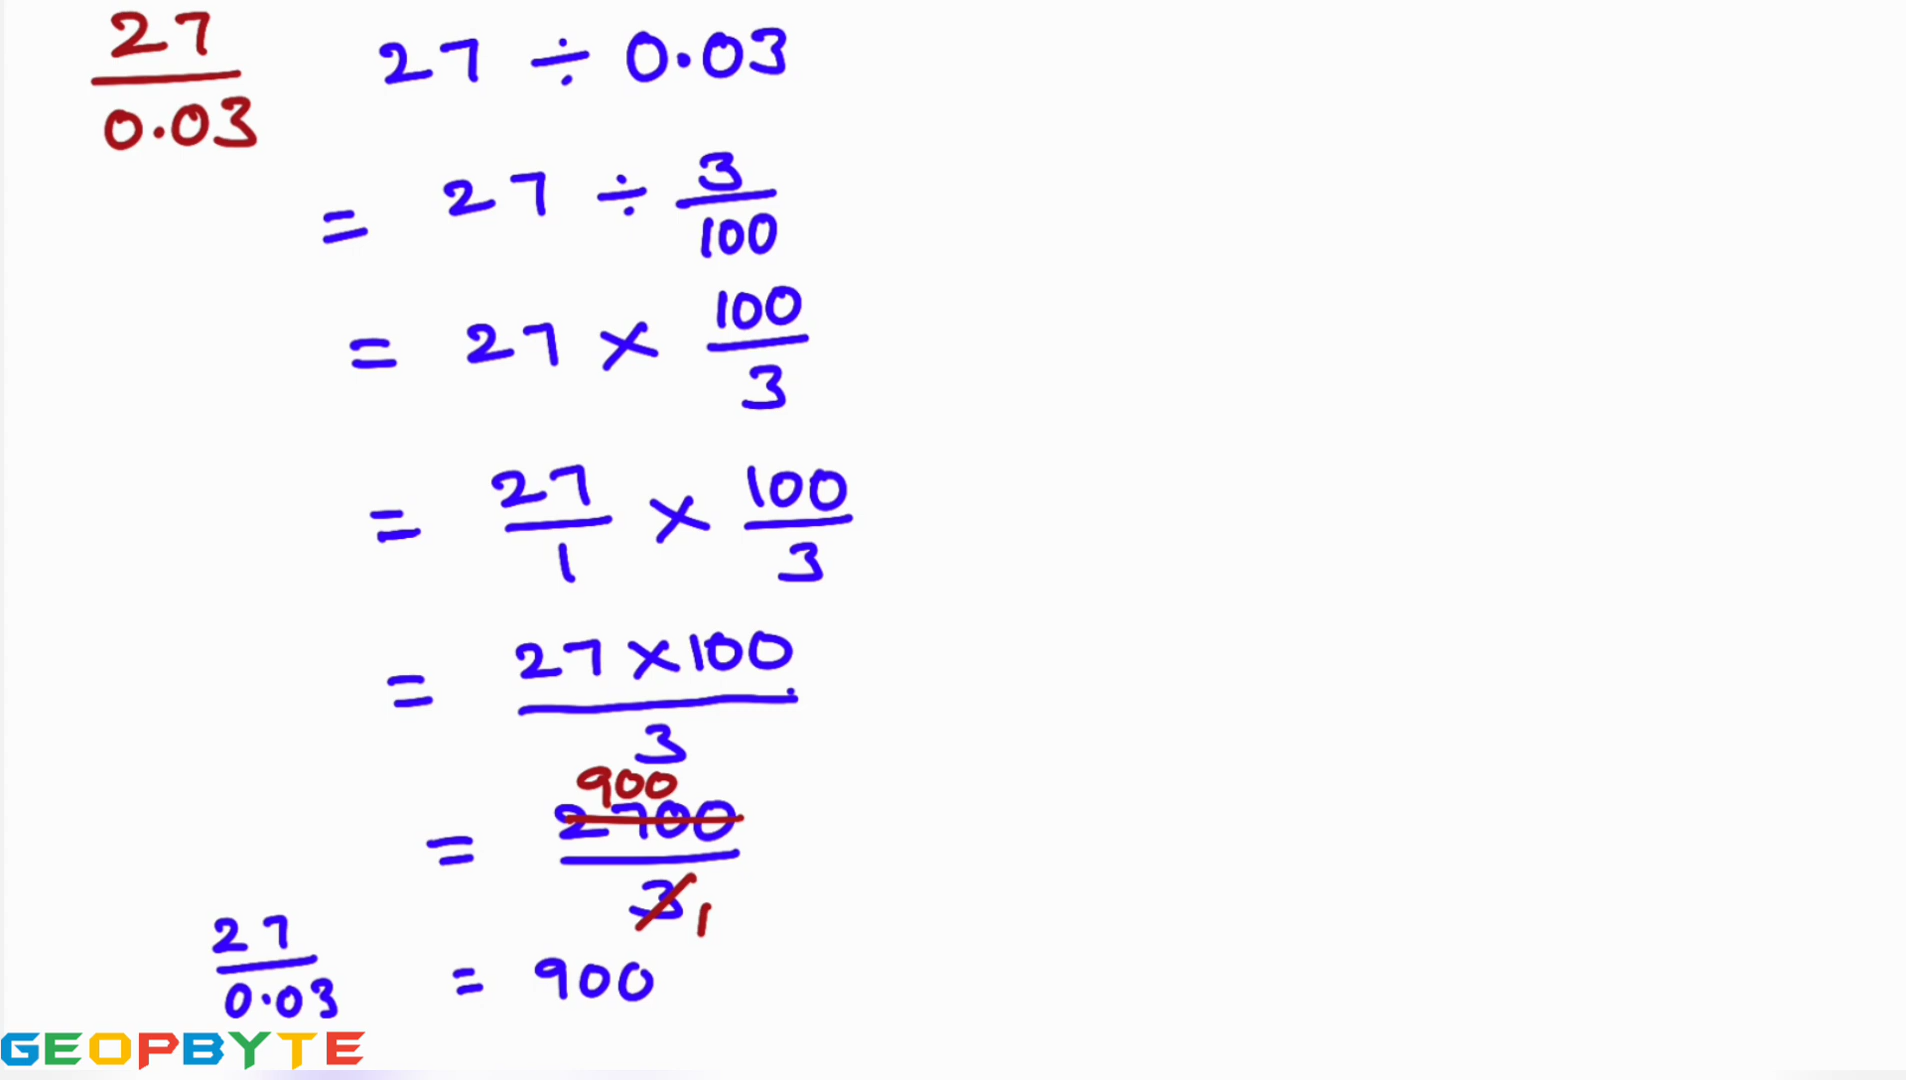 27/0.03
27 ÷ 0.03
= 27 ÷ 3/100
= 27 × 100/3
= 27/1 × 100/3
= 27×100/3
900
= 2700/3 1
27/0.03 = 900
GEOPBYTE